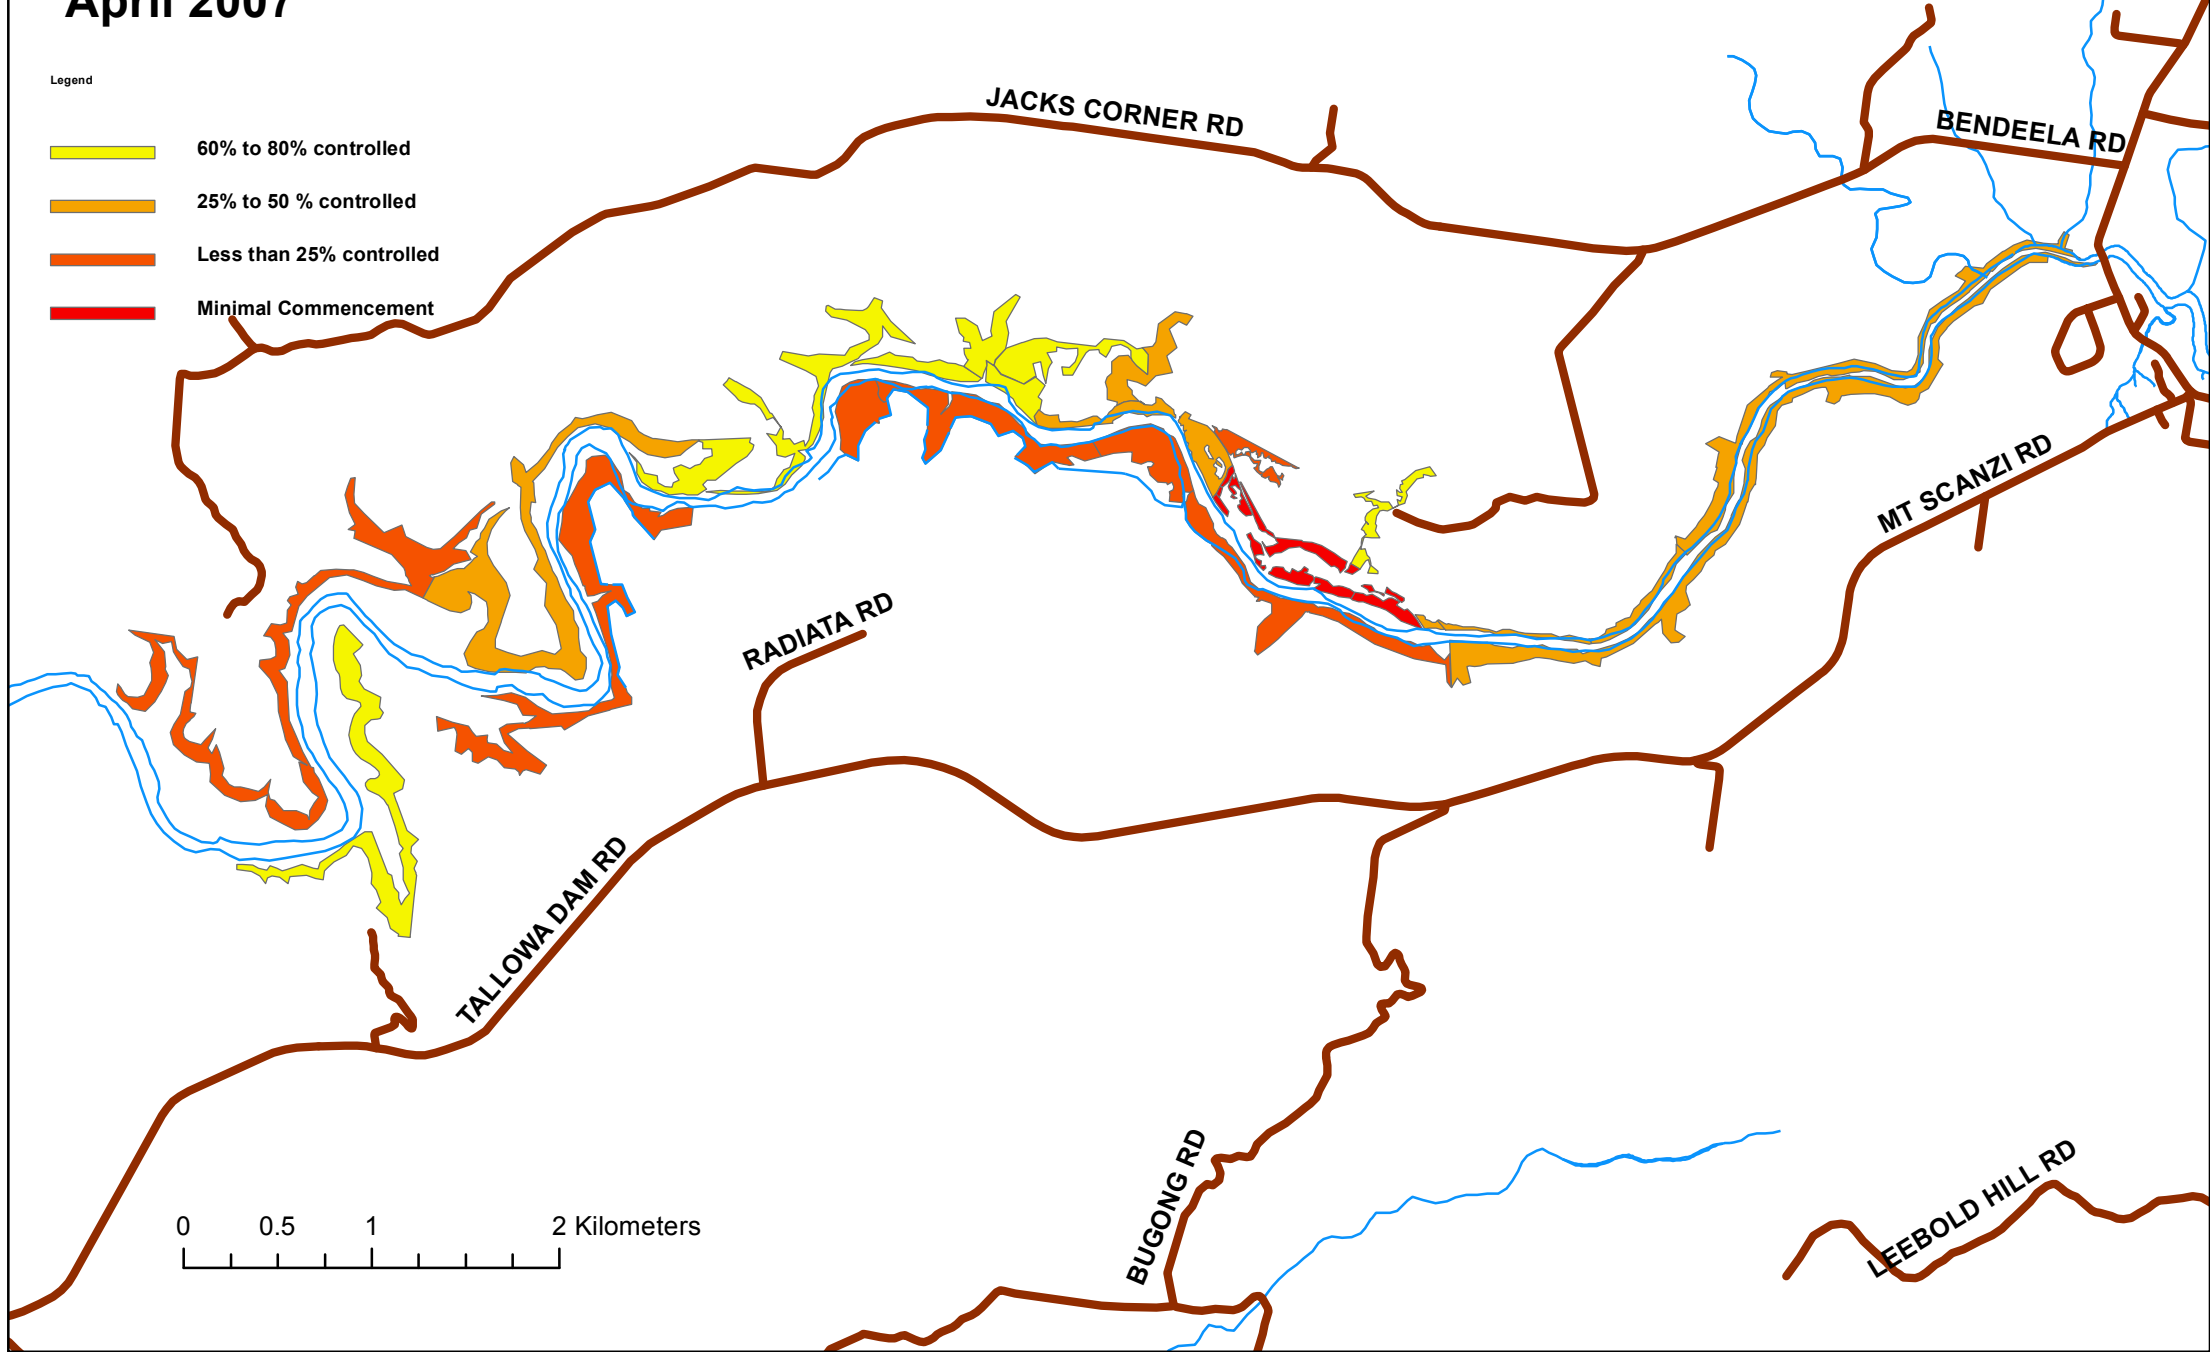 April 2007
Legend
60% to 80% controlled
25% to 50 % controlled
Less than 25% controlled
Minimal Commencement
JACKS CORNER RD
BENDEELA RD
MT SCANZI RD
RADIATA RD
TALLOWA DAM RD
BUGONG RD
LEEBOLD HILL RD
0 0.5 1 2 Kilometers